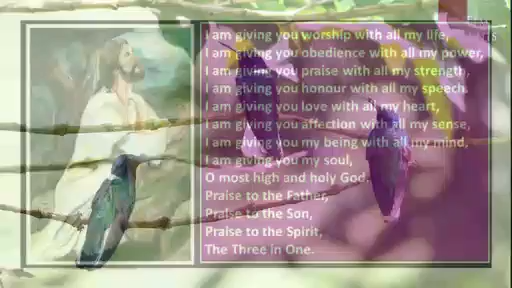 I am giving you worship with all my life,
I am giving you obedience with all my power,
I am giving you praise with all my strength,
I am giving you honour with all my speech.
I am giving you love with all my heart,
I am giving you affection with all my sense,
I am giving you my being with all my mind,
I am giving you my soul,
O most high and holy God,
Praise to the Father,
Praise to the Son,
Praise to the Spirit,
The Three in One.